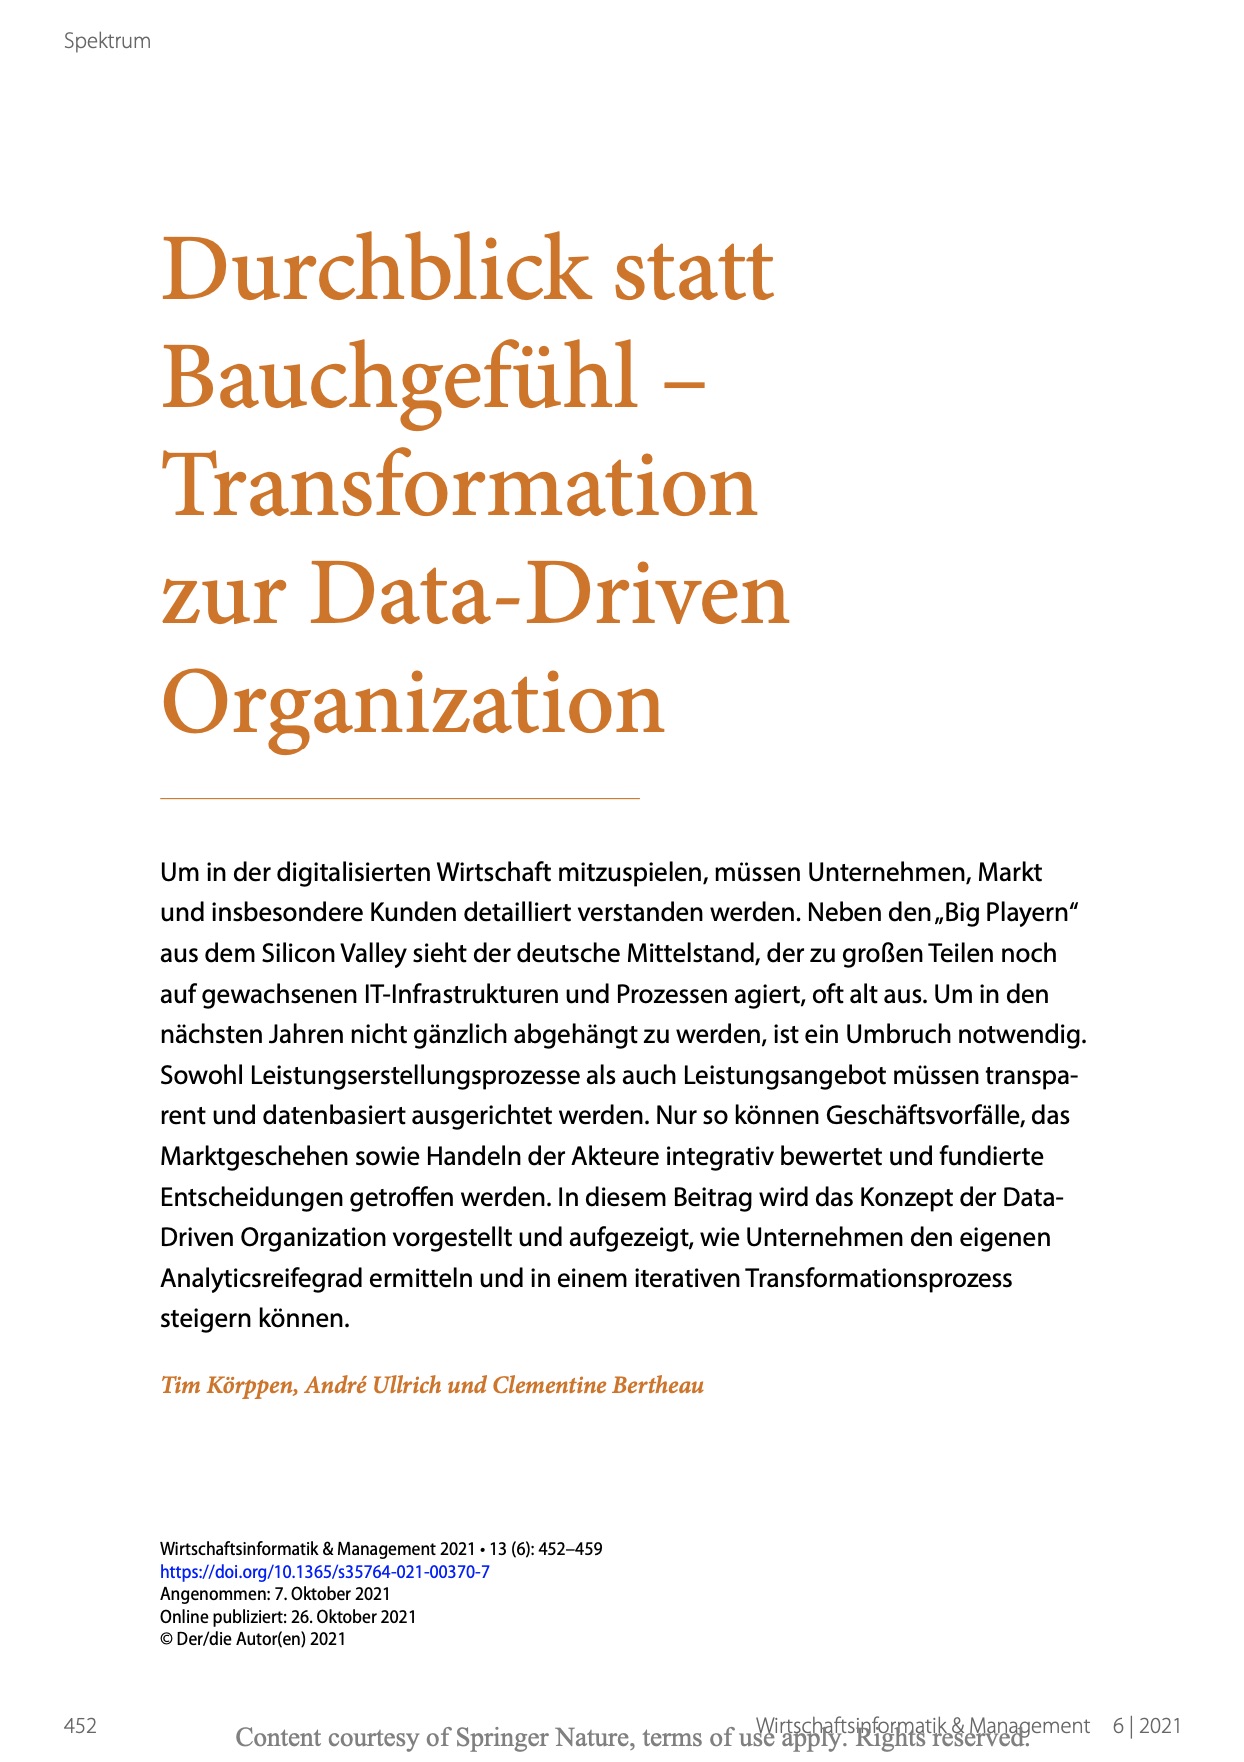 Spektrum
Durchblick statt
Bauchgefühl –
Transformation
zur Data-Driven
Organization
Um in der digitalisierten Wirtschaft mitzuspielen, müssen Unternehmen, Markt
und insbesondere Kunden detailliert verstanden werden. Neben den „Big Playern“
aus dem Silicon Valley sieht der deutsche Mittelstand, der zu großen Teilen noch
auf gewachsenen IT-Infrastrukturen und Prozessen agiert, oft alt aus. Um in den
nächsten Jahren nicht gänzlich abgehängt zu werden, ist ein Umbruch notwendig.
Sowohl Leistungserstellungsprozesse als auch Leistungsangebot müssen transpa-
rent und datenbasiert ausgerichtet werden. Nur so können Geschäftsvorfälle, das
Marktgeschehen sowie Handeln der Akteure integrativ bewertet und fundierte
Entscheidungen getroffen werden. In diesem Beitrag wird das Konzept der Data-
Driven Organization vorgestellt und aufgezeigt, wie Unternehmen den eigenen
Analyticsreifegrad ermitteln und in einem iterativen Transformationsprozess
steigern können.
Tim Körppen, André Ullrich und Clementine Bertheau
Wirtschaftsinformatik & Management 2021 • 13 (6): 452–459
https://doi.org/10.1365/s35764-021-00370-7
Angenommen: 7. Oktober 2021
Online publiziert: 26. Oktober 2021
© Der/die Autor(en) 2021
452 Wirtschaftsinformatik & Management 6 | 2021
Content courtesy of Springer Nature, terms of use apply. Rights reserved.